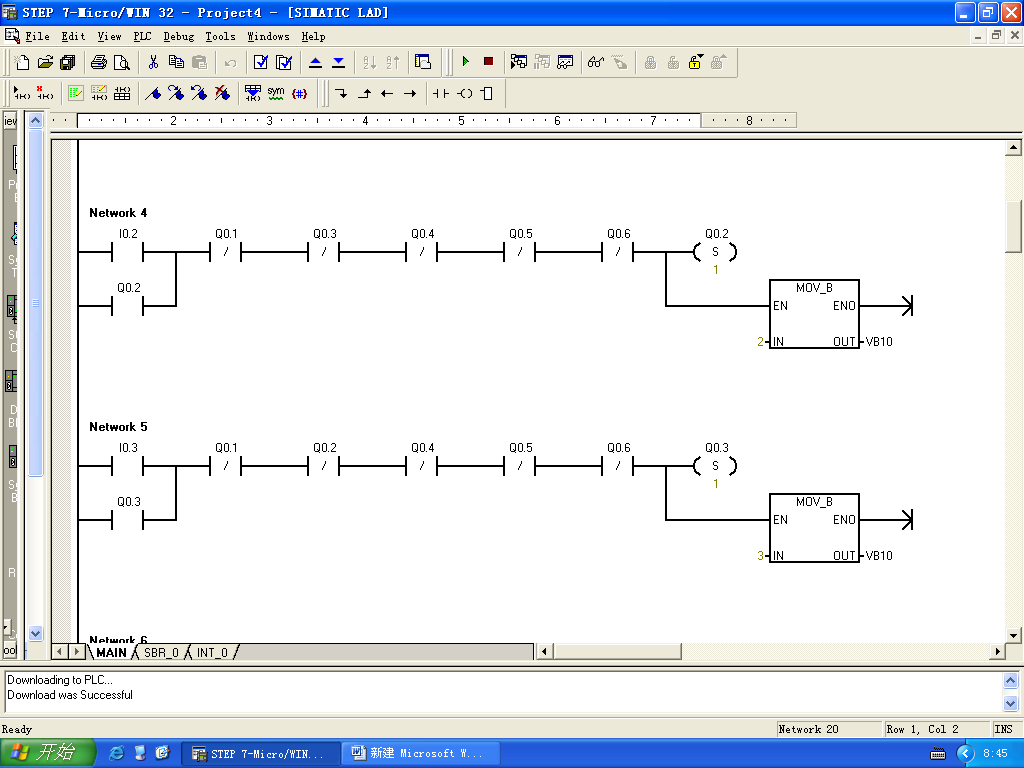 STEP 7-Micro/WIN 32 - Project4 - [SIMATIC LAD]
File Edit View PLC Debug Tools Windows Help
sym
2 3 4 5 6 7 8
Network 4
I0.2 Q0.1 Q0.3 Q0.4 Q0.5 Q0.6 Q0.2
/ / / / / S
1
Q0.2
MOV_B
EN ENO
2 IN OUT VB10
Network 5
I0.3 Q0.1 Q0.2 Q0.4 Q0.5 Q0.6 Q0.3
/ / / / / S
1
Q0.3
MOV_B
EN ENO
3 IN OUT VB10
Network 6
MAIN SBR_0 INT_0
Downloading to PLC...
Download was Successful
Ready Network 20 Row 1, Col 2 INS
开始 STEP 7-Micro/WIN... 新建 Microsoft W... 8:45